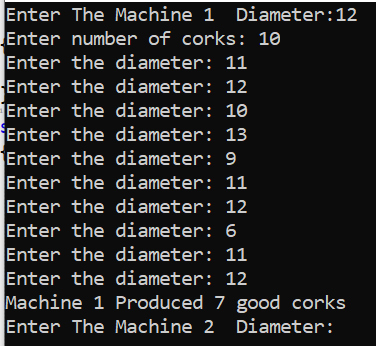 Enter The Machine 1  Diameter:12
Enter number of corks: 10
Enter the diameter: 11
Enter the diameter: 12
Enter the diameter: 10
Enter the diameter: 13
Enter the diameter: 9
Enter the diameter: 11
Enter the diameter: 12
Enter the diameter: 6
Enter the diameter: 11
Enter the diameter: 12
Machine 1 Produced 7 good corks
Enter The Machine 2  Diameter: